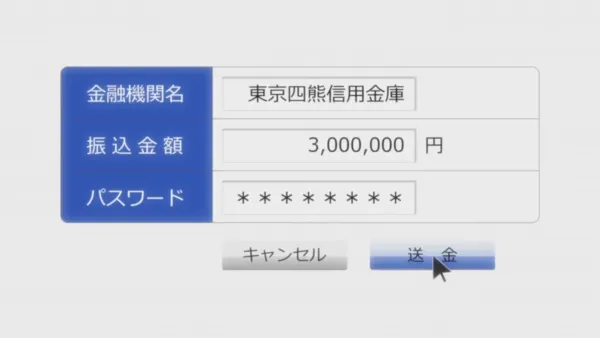 金融機関名 東京四熊信用金庫
振込金額 3,000,000 円
パスワード ********
キャンセル 送金